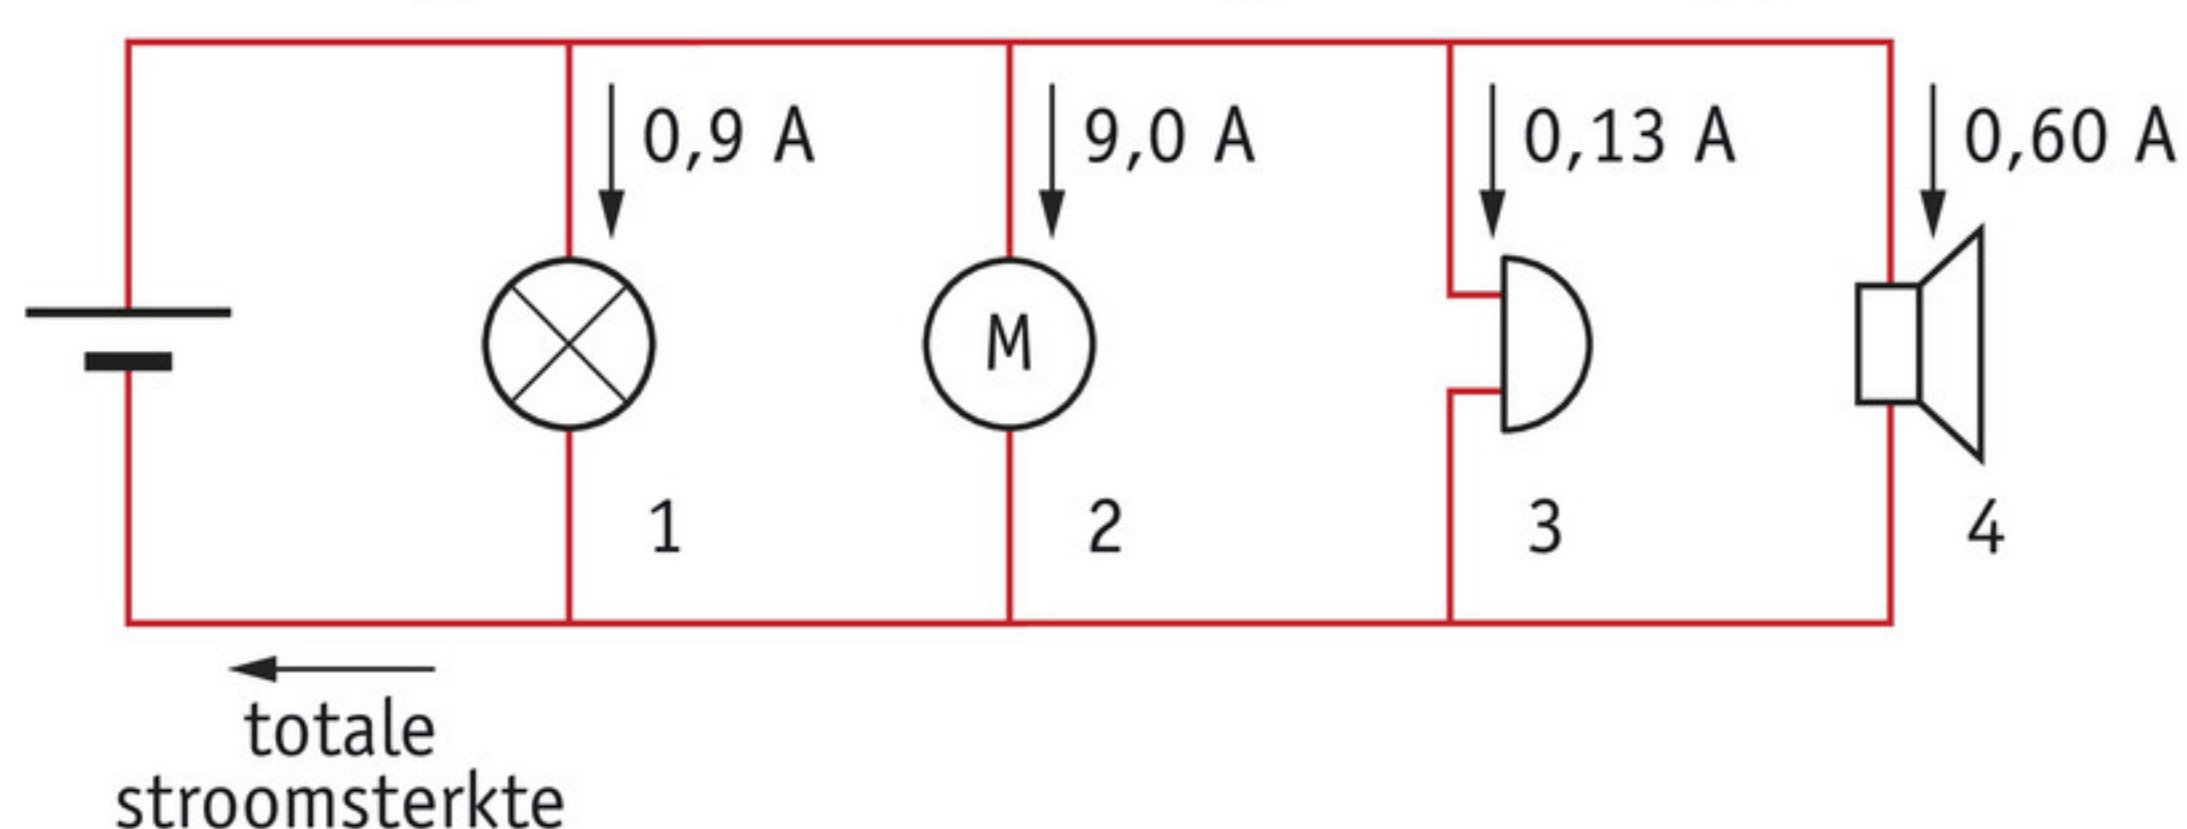 0,9 A
9,0 A
0,13 A
0,60 A
M
1
2
3
4
totale
stroomsterkte